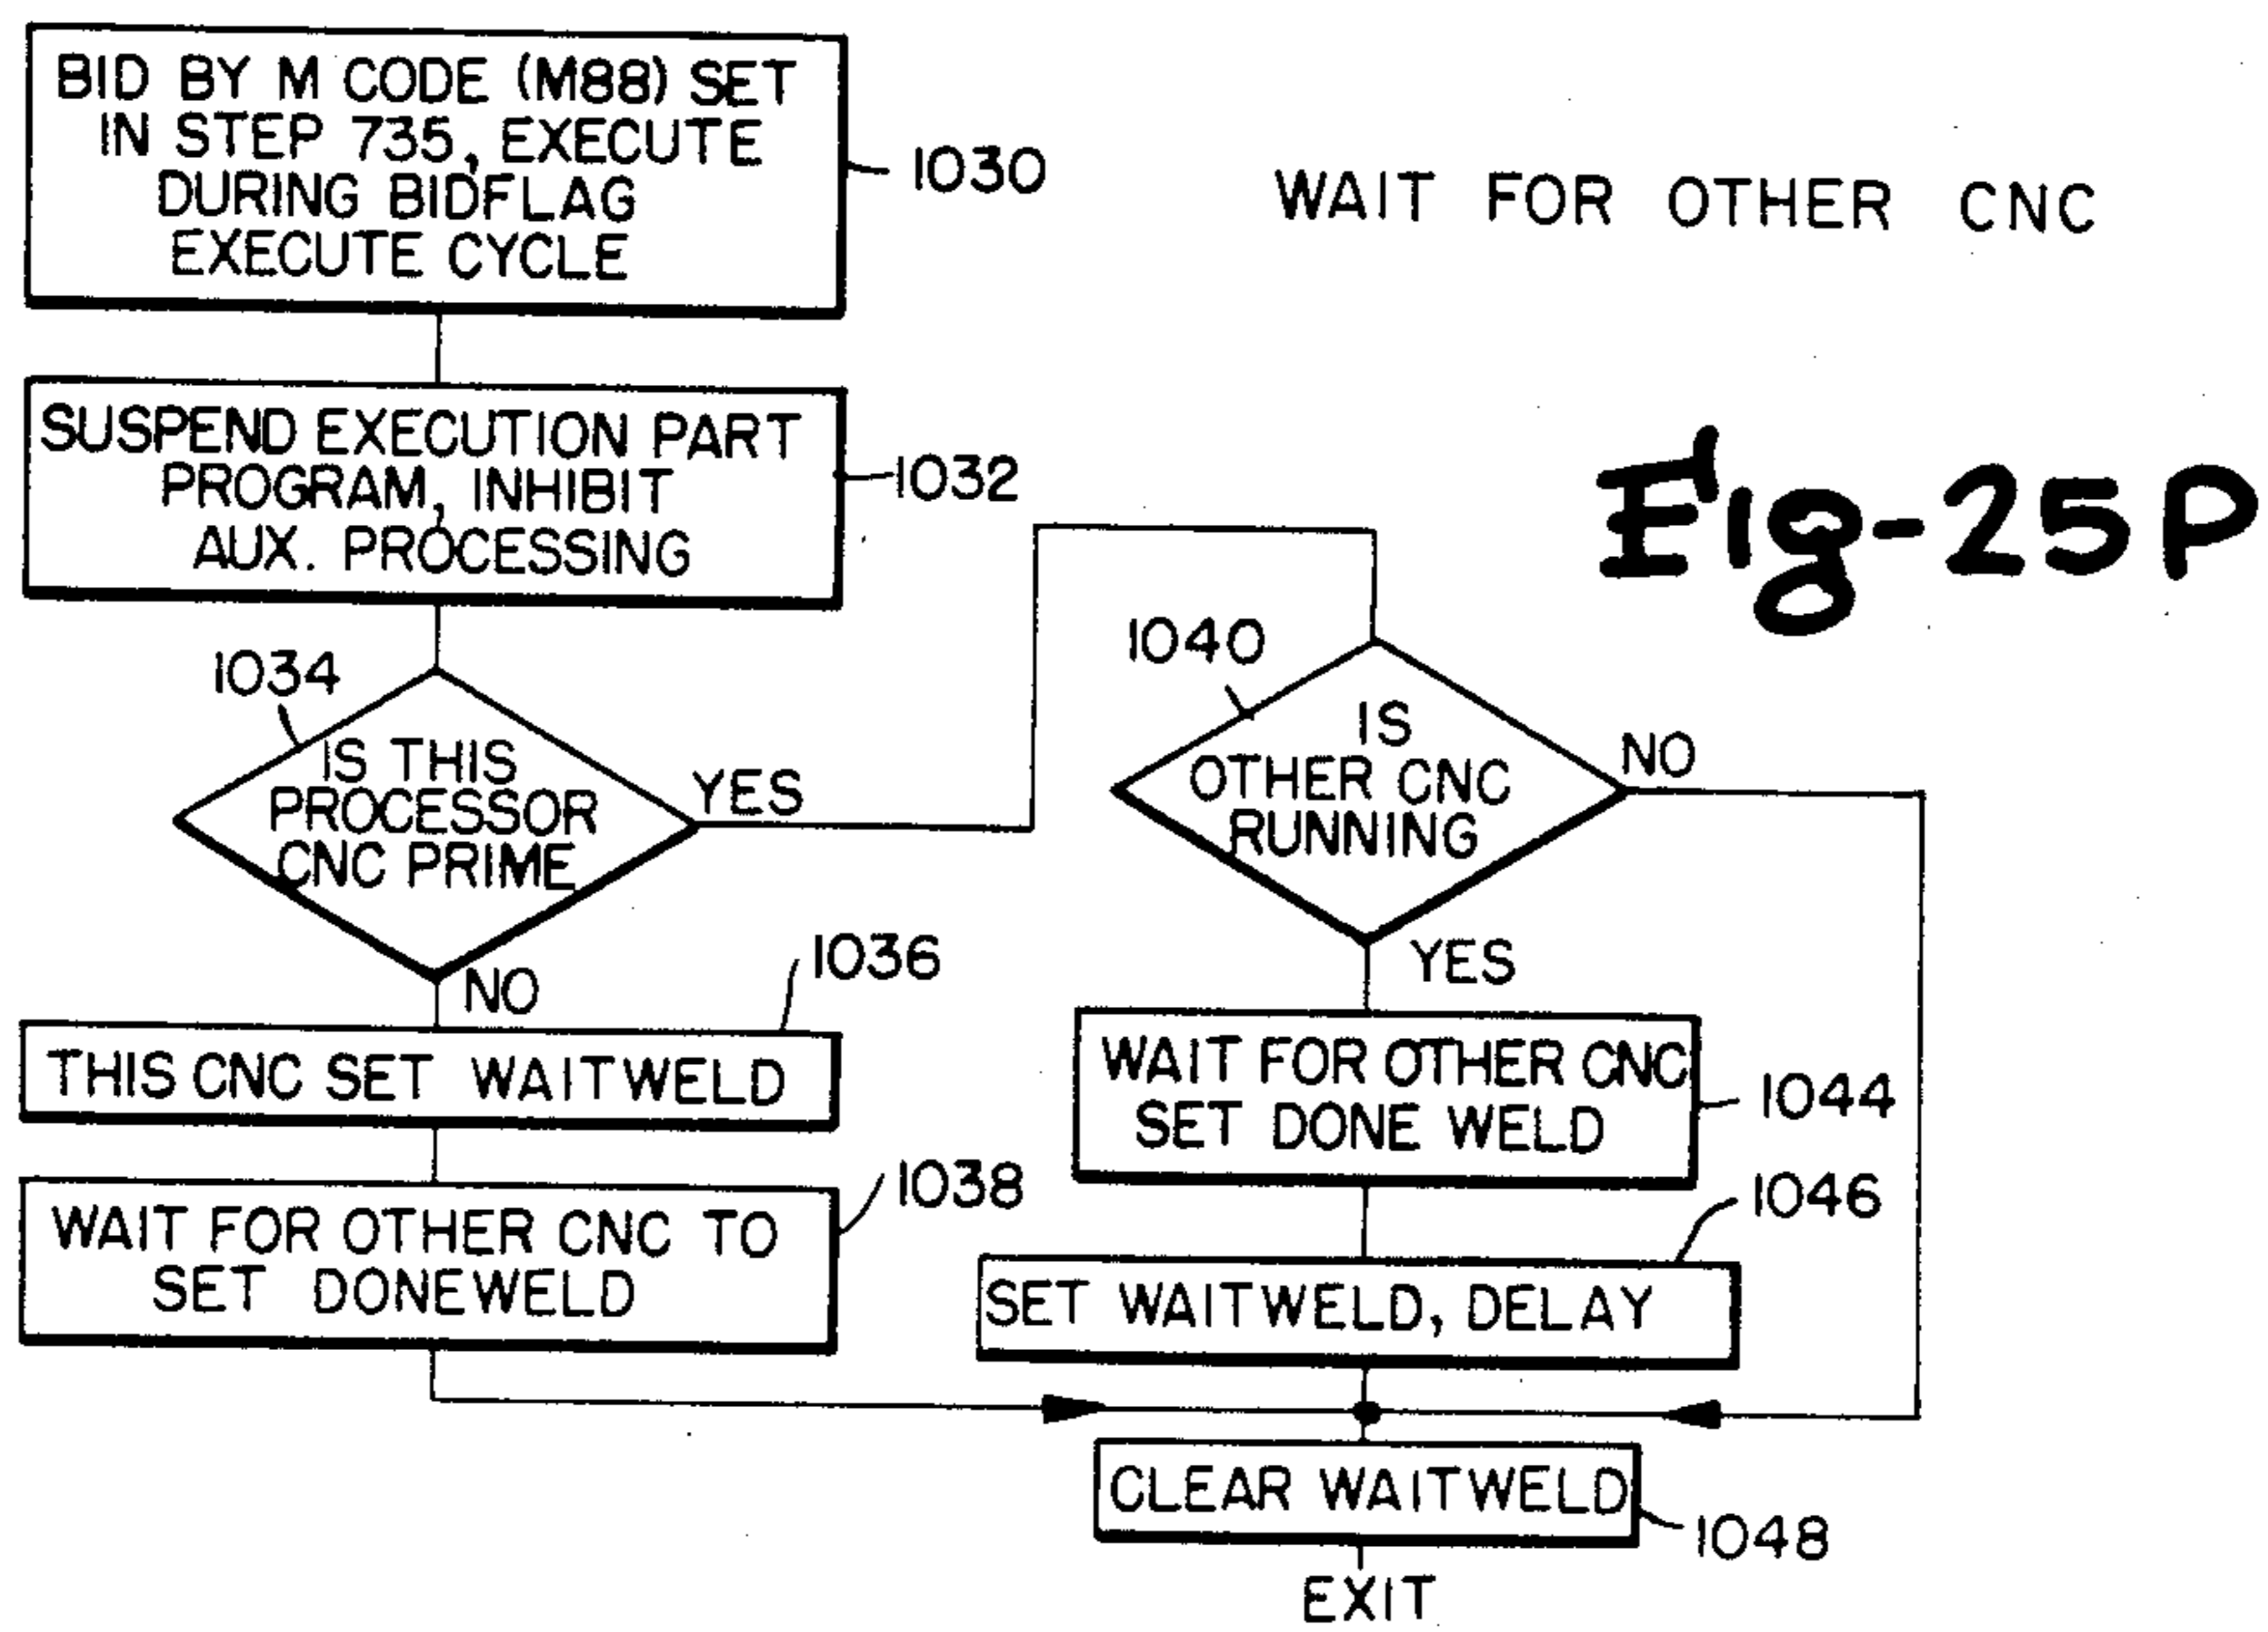 BID BY M CODE (M88) SET
IN STEP 735, EXECUTE
DURING BIDFLAG
EXECUTE CYCLE
1030
WAIT FOR OTHER CNC
SUSPEND EXECUTION PART
PROGRAM, INHIBIT
AUX. PROCESSING
1032
Fig-25P
1034
IS THIS
PROCESSOR
CNC PRIME
YES
NO
1040
IS
OTHER CNC
RUNNING
NO
YES
1036
THIS CNC SET WAITWELD
1038
WAIT FOR OTHER CNC TO
SET DONEWELD
WAIT FOR OTHER CNC
SET DONE WELD
1044
1046
SET WAITWELD, DELAY
CLEAR WAITWELD
1048
EXIT